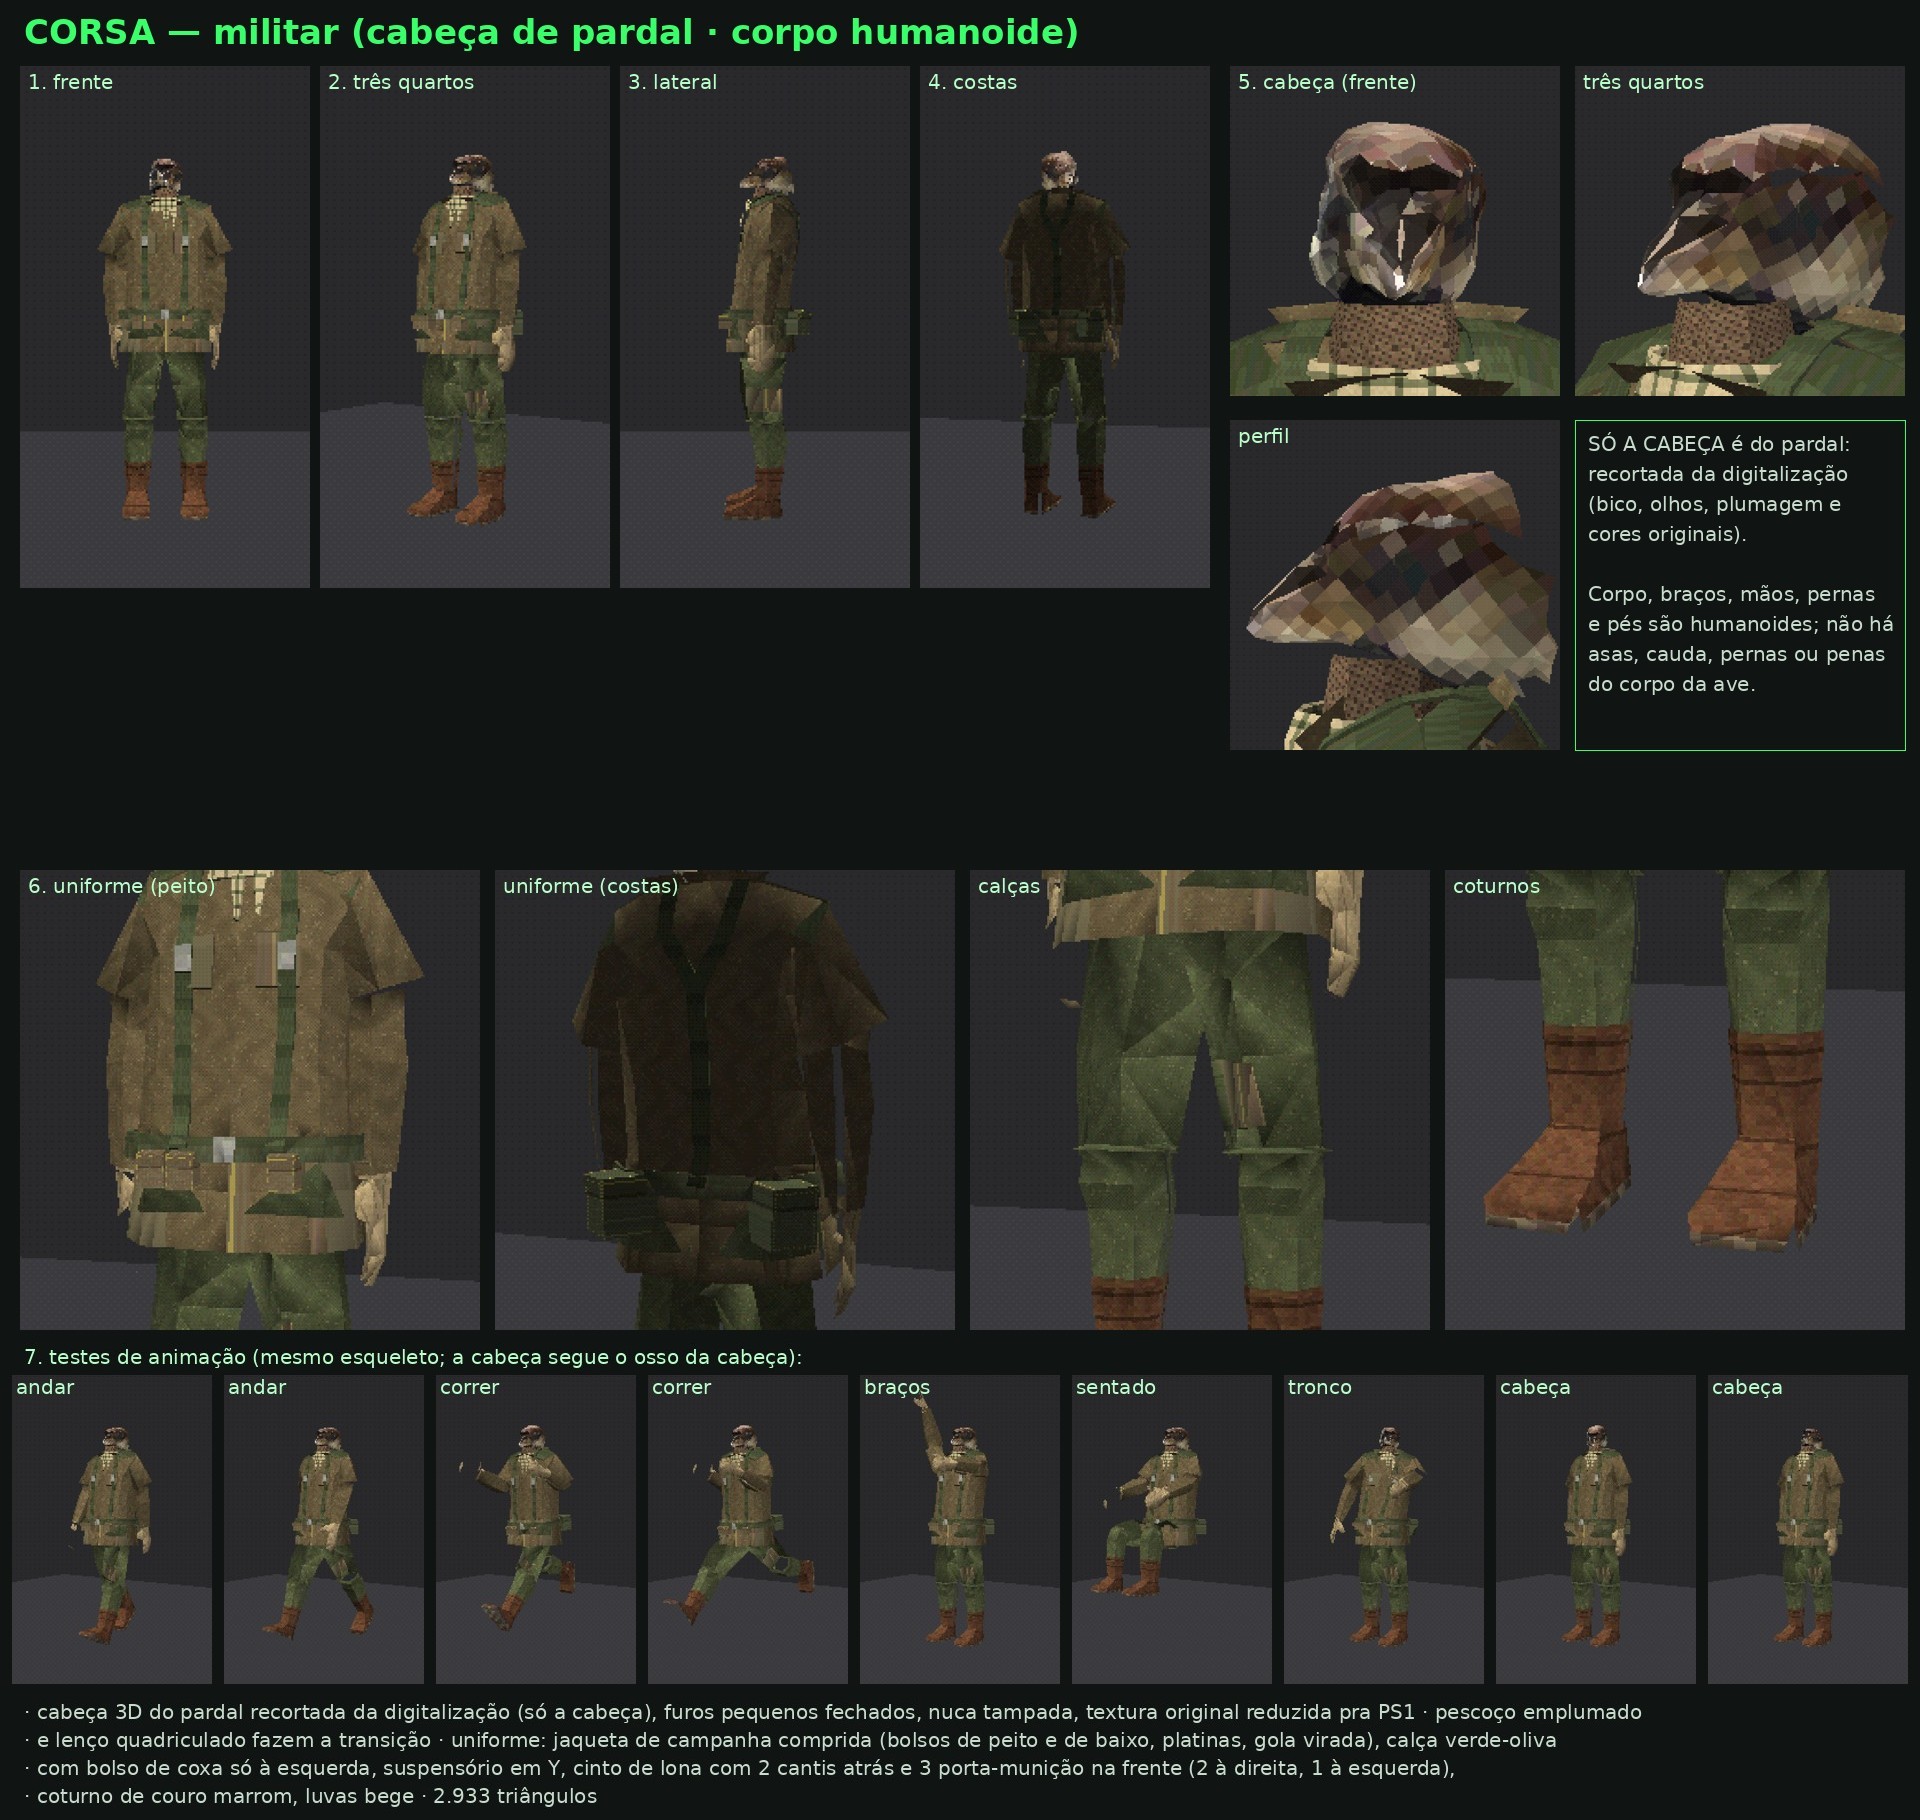 CORSA — militar (cabeça de pardal · corpo humanoide)
1. frente
2. três quartos
3. lateral
4. costas
5. cabeça (frente)
três quartos
perfil
SÓ A CABEÇA é do pardal:
recortada da digitalização
(bico, olhos, plumagem e
cores originais).
Corpo, braços, mãos, pernas
e pés são humanoides; não há
asas, cauda, pernas ou penas
do corpo da ave.
6. uniforme (peito)
uniforme (costas)
calças
coturnos
7. testes de animação (mesmo esqueleto; a cabeça segue o osso da cabeça):
andar
andar
correr
correr
braços
sentado
tronco
cabeça
cabeça
· cabeça 3D do pardal recortada da digitalização (só a cabeça), furos pequenos fechados, nuca tampada, textura original reduzida pra PS1 · pescoço emplumado
· e lenço quadriculado fazem a transição · uniforme: jaqueta de campanha comprida (bolsos de peito e de baixo, platinas, gola virada), calça verde-oliva
· com bolso de coxa só à esquerda, suspensório em Y, cinto de lona com 2 cantis atrás e 3 porta-munição na frente (2 à direita, 1 à esquerda),
· coturno de couro marrom, luvas bege · 2.933 triângulos